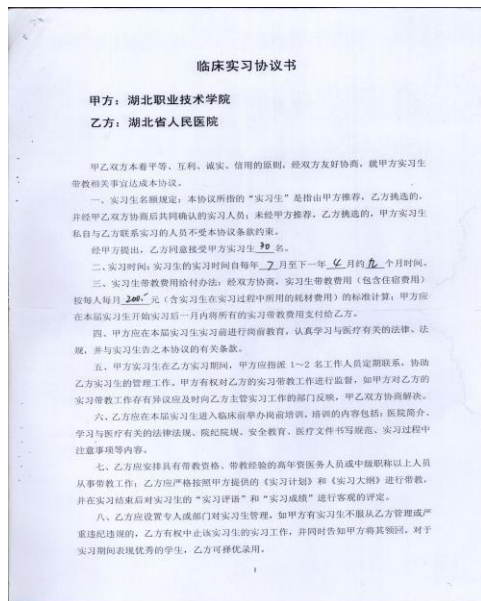 临床实习协议书
甲方：湖北职业技术学院
乙方：湖北省人民医院
甲乙双方本着平等、互利、诚实、信用的原则，经双方友好协商，就甲方实习生
带教相关事宜达成本协议。
一、实习生名额规定：本协议所指的“实习生”是指由甲方推荐，乙方挑选的，
并经甲乙双方协商后共同确认的实习人员；未经甲方推荐，乙方挑选的，甲方实习生
私自与乙方联系实习的人员不受本协议条款约束。
经甲方提出，乙方同意接受甲方实习生 30 名。
二、实习时间：实习生的实习时间自每年 7 月至下一年 4 月约 九 个月时间。
三、实习生带教费用给付办法：经双方协商，实习生带教费用（包含住宿费用）
按每人每月 200.- 元（含实习生在实习过程中所用的耗材费用）的标准计算；甲方应
在本届实习生开始实习后一月内将所有的实习带教费用支付给乙方。
四、甲方应在本届实习生实习前进行岗前教育，认真学习与医疗有关的法律、法
规，并与实习生告之本协议的有关条款。
五、甲方实习生在乙方实习期间，甲方应指派 1～2 名工作人员定期联系，协助
乙方实习生的管理工作。甲方有权对乙方的实习带教工作进行监督，如甲方对乙方的
实习带教工作存有异议应及时向乙方主管实习工作的部门反映，甲乙双方协商解决。
六、乙方应在本届实习生进入临床前举办岗前培训，培训的内容包括：医院简介、
学习与医疗有关的法律法规、院纪院规、安全教育、医疗文件书写规范、实习过程中
注意事项等内容。
七、乙方应安排具有带教资格、带教经验的高年资医务人员或中级职称以上人员
从事带教工作；乙方应严格按照甲方提供的《实习计划》和《实习大纲》进行带教，
并在实习结束后对实习生的“实习评语”和“实习成绩”进行客观的评定。
八、乙方应设置专人或部门对实习生管理。如甲方有实习生不服从乙方管理或严
重违纪违规的，乙方有权中止该实习生的实习工作，并同时告知甲方将其领回。对于
实习期间表现优秀的学生，乙方可择优录用。
1